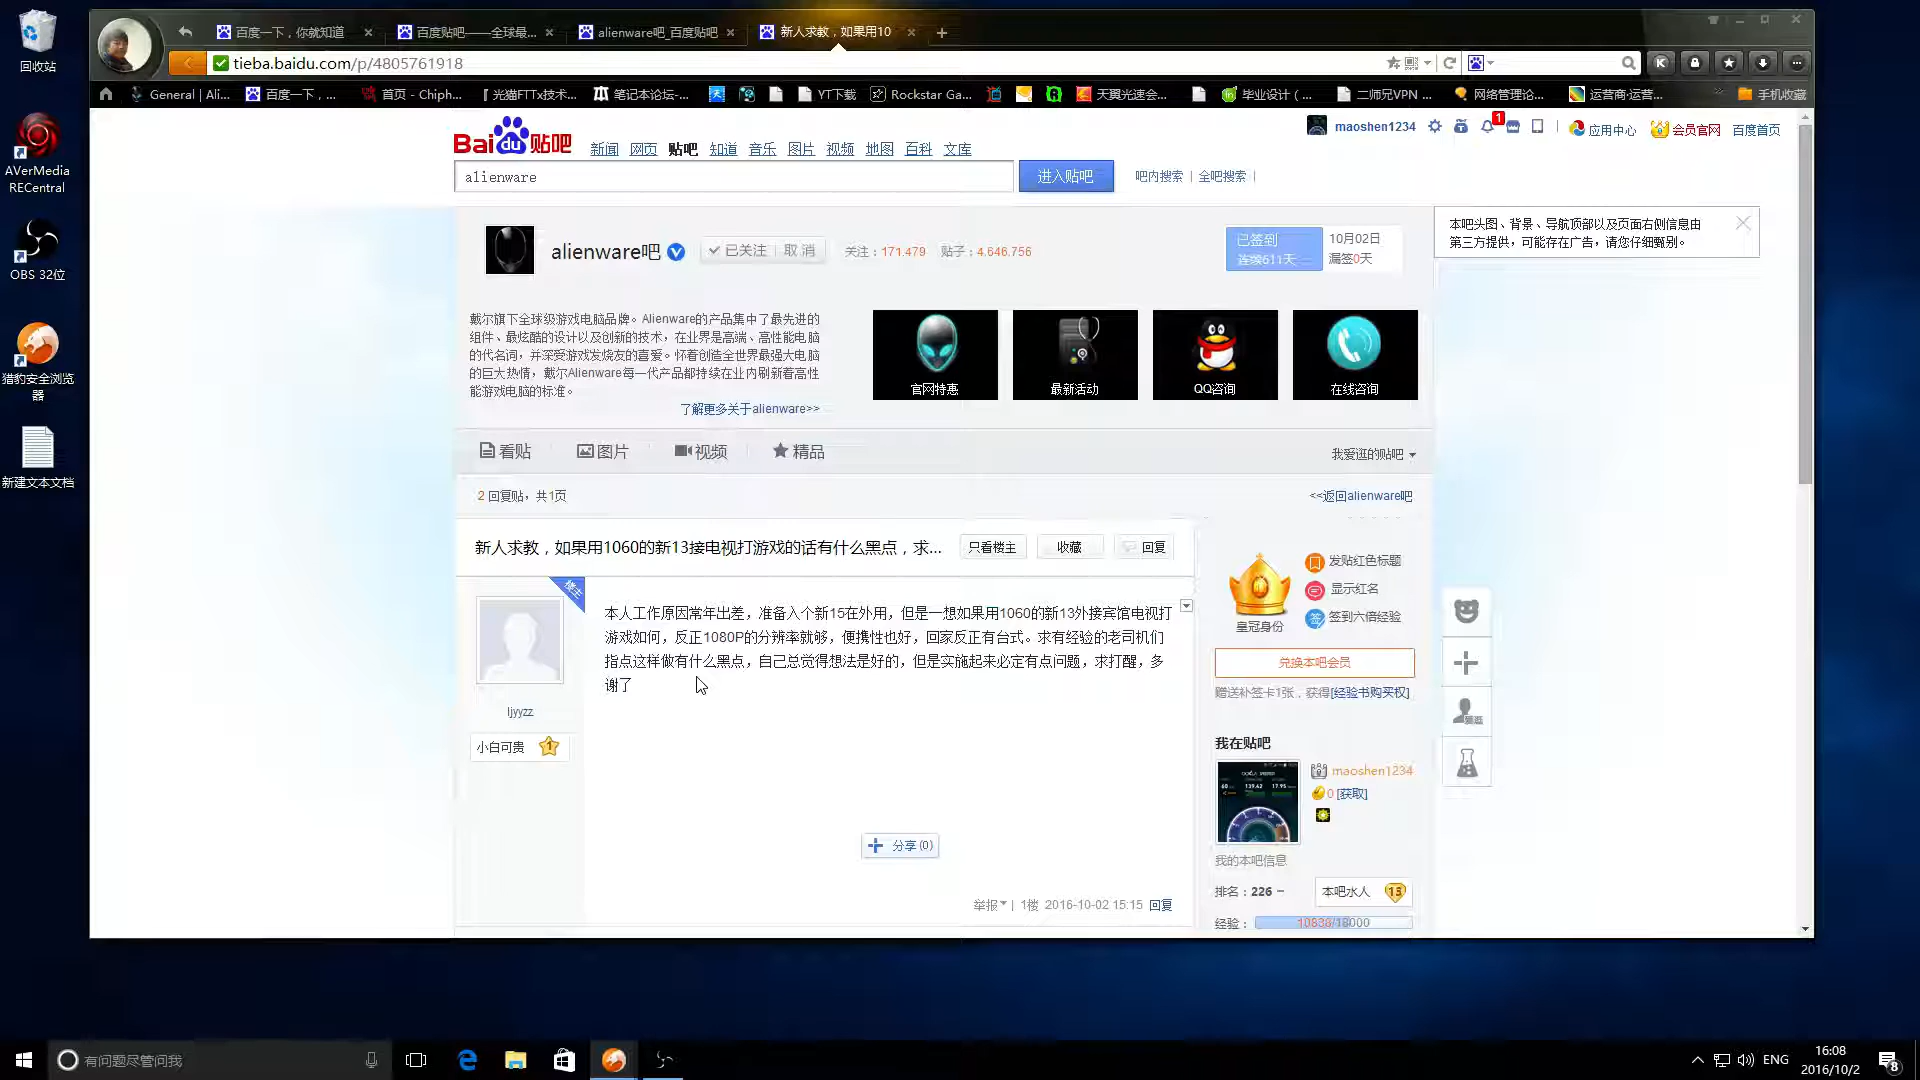 回收站
AVerMedia
RECentral
OBS 32位
猎豹安全浏览
器
新建文本文档
百度一下，你就知道
百度贴吧——全球最...
alienware吧_百度贴吧
新人求教，如果用10
tieba.baidu.com/p/4805761918
General | Ali...
百度一下，...
首页 - Chiph...
『光猫FTTx技术...
笔记本论坛-...
YT下载
Rockstar Ga...
天翼光速会...
毕业设计（...
二师兄VPN ...
网络管理论...
运营商·运营...
手机收藏
Bai du 贴吧
新闻 网页 贴吧 知道 音乐 图片 视频 地图 百科 文库
maoshen1234
1
应用中心
会员官网
百度首页
alienware
进入贴吧
吧内搜索 | 全吧搜索 |
本吧头图、背景、导航顶部以及页面右侧信息由
第三方提供，可能存在广告，请您仔细甄别。
alienware吧
已关注 取消
关注：171,479 贴子：4,646,756
已签到
连续611天
10月02日
漏签0天
戴尔旗下全球级游戏电脑品牌。Alienware的产品集中了最先进的
组件、最炫酷的设计以及创新的技术，在业界是高端、高性能电脑
的代名词，并深受游戏发烧友的喜爱。怀着创造全世界最强大电脑
的巨大热情，戴尔Alienware每一代产品都持续在业内刷新着高性
能游戏电脑的标准。
了解更多关于alienware>>
官网特惠
最新活动
QQ咨询
在线咨询
看贴
图片
视频
精品
我爱逛的贴吧
2 回复贴，共1页
<<返回alienware吧
新人求教，如果用1060的新13接电视打游戏的话有什么黑点，求...
只看楼主
收藏
回复
楼主
本人工作原因常年出差，准备入个新15在外用，但是一想如果用1060的新13外接宾馆电视打
游戏如何，反正1080P的分辨率就够，便携性也好，回家反正有台式。求有经验的老司机们
指点这样做有什么黑点，自己总觉得想法是好的，但是实施起来必定有点问题，求打醒，多
谢了
ljyyzz
小白可贵 1
分享(0)
举报 | 1楼 2016-10-02 15:15 回复
皇冠身份
发贴红色标题
显示红名
签 签到六倍经验
兑换本吧会员
赠送补签卡1张，获得[经验书购买权]
我在贴吧
maoshen1234
0 [获取]
我的本吧信息
排名：226
本吧水人 13
经验：
10838/18000
有问题尽管问我
ENG
16:08
2016/10/2
8